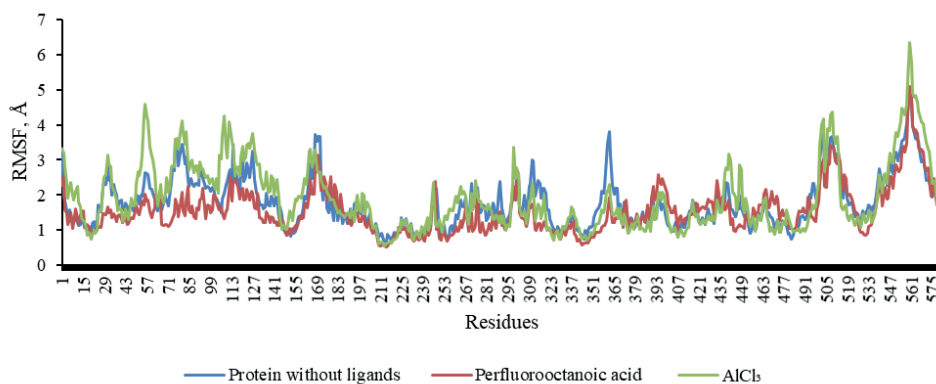 7
6
5
4
3
2
1
0
RMSF, Å
1 15 29 43 57 71 85 99 113 127 141 155 169 183 197 211 225 239 253 267 281 295 309 323 337 351 365 379 393 407 421 435 449 463 477 491 505 519 533 547 561 575
Residues
Protein without ligands Perfluorooctanoic acid AlCl₃